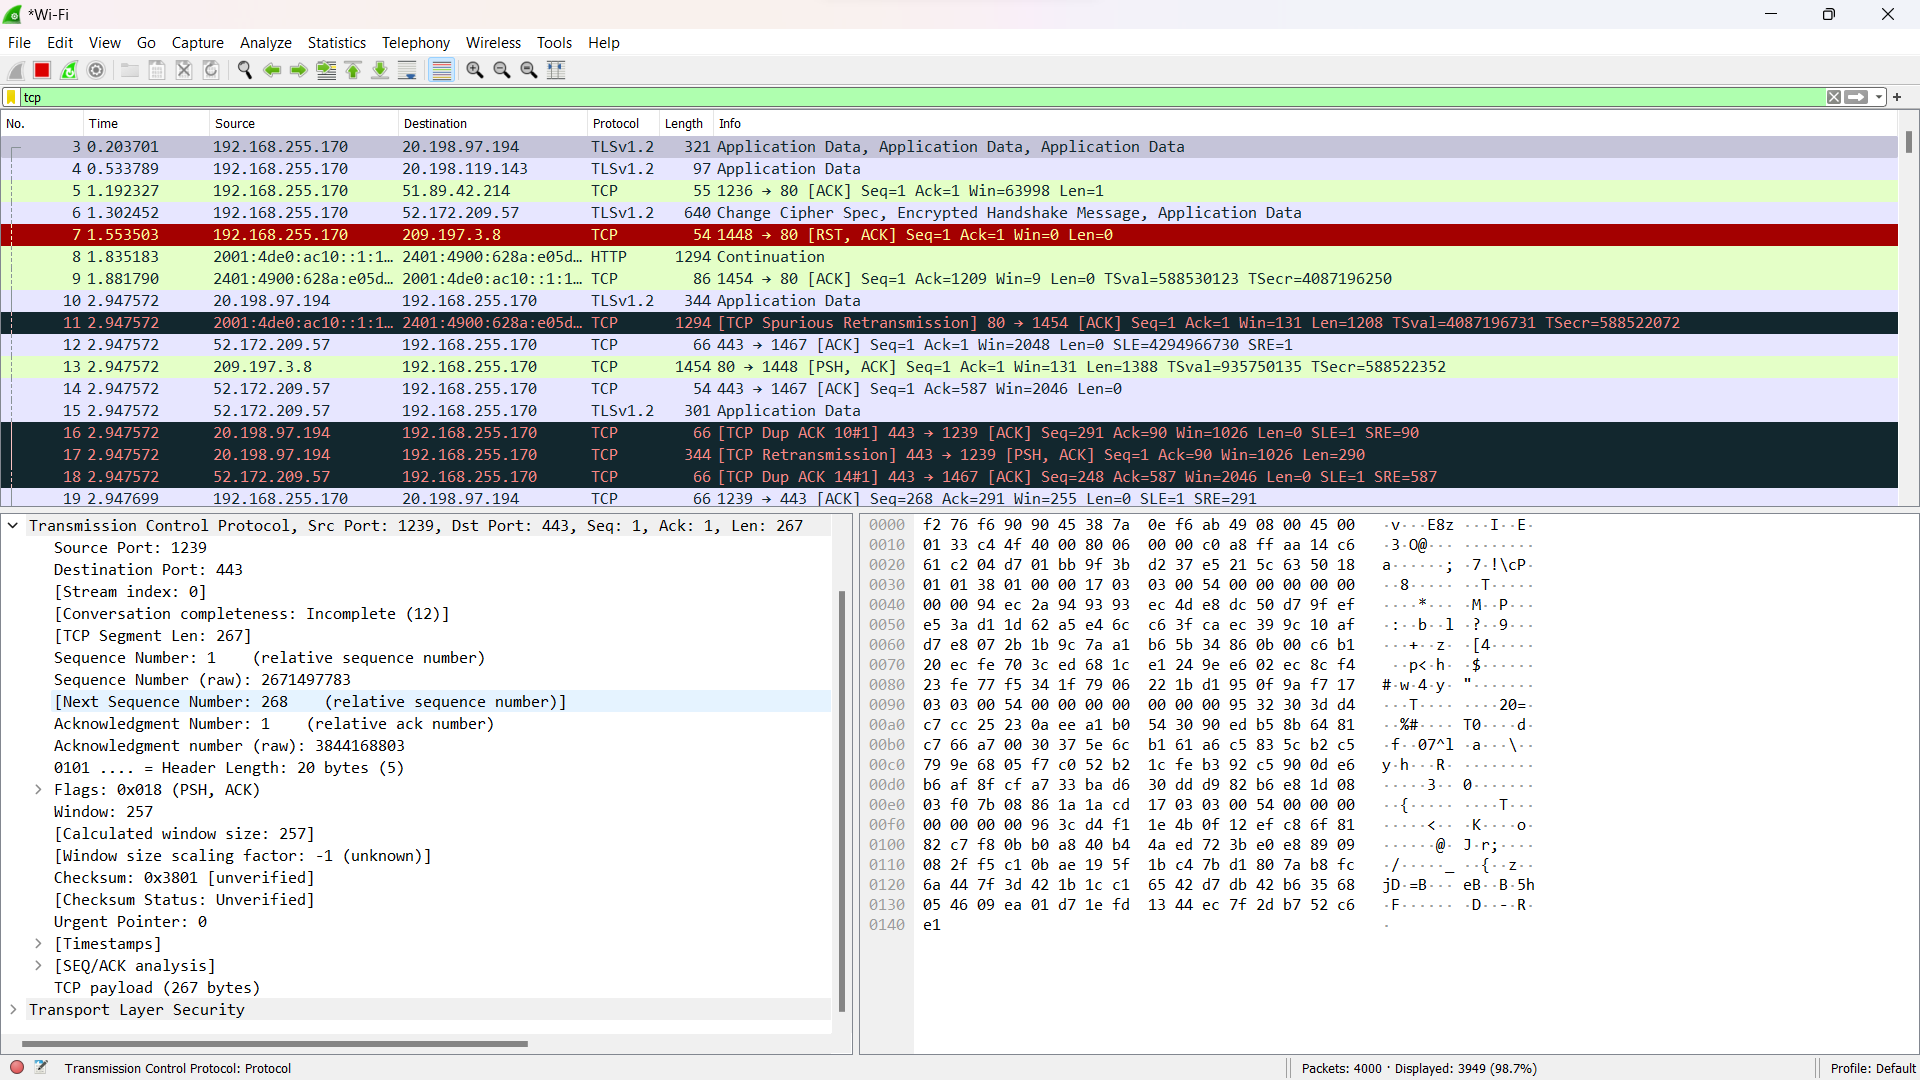 *Wi-Fi
File Edit View Go Capture Analyze Statistics Telephony Wireless Tools Help
tcp
No. Time Source Destination Protocol Length Info
3 0.203701 192.168.255.170 20.198.97.194 TLSv1.2 321 Application Data, Application Data, Application Data
4 0.533789 192.168.255.170 20.198.119.143 TLSv1.2 97 Application Data
5 1.192327 192.168.255.170 51.89.42.214 TCP 55 1236 → 80 [ACK] Seq=1 Ack=1 Win=63998 Len=1
6 1.302452 192.168.255.170 52.172.209.57 TLSv1.2 640 Change Cipher Spec, Encrypted Handshake Message, Application Data
7 1.553503 192.168.255.170 209.197.3.8 TCP 54 1448 → 80 [RST, ACK] Seq=1 Ack=1 Win=0 Len=0
8 1.835183 2001:4de0:ac10::1:1… 2401:4900:628a:e05d… HTTP 1294 Continuation
9 1.881790 2401:4900:628a:e05d… 2001:4de0:ac10::1:1… TCP 86 1454 → 80 [ACK] Seq=1 Ack=1209 Win=9 Len=0 TSval=588530123 TSecr=4087196250
10 2.947572 20.198.97.194 192.168.255.170 TLSv1.2 344 Application Data
11 2.947572 2001:4de0:ac10::1:1… 2401:4900:628a:e05d… TCP 1294 [TCP Spurious Retransmission] 80 → 1454 [ACK] Seq=1 Ack=1 Win=131 Len=1208 TSval=4087196731 TSecr=588522072
12 2.947572 52.172.209.57 192.168.255.170 TCP 66 443 → 1467 [ACK] Seq=1 Ack=1 Win=2048 Len=0 SLE=4294966730 SRE=1
13 2.947572 209.197.3.8 192.168.255.170 TCP 1454 80 → 1448 [PSH, ACK] Seq=1 Ack=1 Win=131 Len=1388 TSval=935750135 TSecr=588522352
14 2.947572 52.172.209.57 192.168.255.170 TCP 54 443 → 1467 [ACK] Seq=1 Ack=587 Win=2046 Len=0
15 2.947572 52.172.209.57 192.168.255.170 TLSv1.2 301 Application Data
16 2.947572 20.198.97.194 192.168.255.170 TCP 66 [TCP Dup ACK 10#1] 443 → 1239 [ACK] Seq=291 Ack=90 Win=1026 Len=0 SLE=1 SRE=90
17 2.947572 20.198.97.194 192.168.255.170 TCP 344 [TCP Retransmission] 443 → 1239 [PSH, ACK] Seq=1 Ack=90 Win=1026 Len=290
18 2.947572 52.172.209.57 192.168.255.170 TCP 66 [TCP Dup ACK 14#1] 443 → 1467 [ACK] Seq=248 Ack=587 Win=2046 Len=0 SLE=1 SRE=587
19 2.947699 192.168.255.170 20.198.97.194 TCP 66 1239 → 443 [ACK] Seq=268 Ack=291 Win=255 Len=0 SLE=1 SRE=291
Transmission Control Protocol, Src Port: 1239, Dst Port: 443, Seq: 1, Ack: 1, Len: 267
Source Port: 1239
Destination Port: 443
[Stream index: 0]
[Conversation completeness: Incomplete (12)]
[TCP Segment Len: 267]
Sequence Number: 1 (relative sequence number)
Sequence Number (raw): 2671497783
[Next Sequence Number: 268 (relative sequence number)]
Acknowledgment Number: 1 (relative ack number)
Acknowledgment number (raw): 3844168803
0101 .... = Header Length: 20 bytes (5)
Flags: 0x018 (PSH, ACK)
Window: 257
[Calculated window size: 257]
[Window size scaling factor: -1 (unknown)]
Checksum: 0x3801 [unverified]
[Checksum Status: Unverified]
Urgent Pointer: 0
[Timestamps]
[SEQ/ACK analysis]
TCP payload (267 bytes)
Transport Layer Security
0000 f2 76 f6 90 90 45 38 7a 0e f6 ab 49 08 00 45 00 ·v···E8z ···I··E·
0010 01 33 c4 4f 40 00 80 06 00 00 c0 a8 ff aa 14 c6 ·3·O@··· ········
0020 61 c2 04 d7 01 bb 9f 3b d2 37 e5 21 5c 63 50 18 a······; ·7·!\cP·
0030 01 01 38 01 00 00 17 03 03 00 54 00 00 00 00 00 ··8····· ··T·····
0040 00 00 94 ec 2a 94 93 93 ec 4d e8 dc 50 d7 9f ef ····*··· ·M··P···
0050 e5 3a d1 1d 62 a5 e4 6c c6 3f ca ec 39 9c 10 af ·:··b··l ·?··9···
0060 d7 e8 07 2b 1b 9c 7a a1 b6 5b 34 86 0b 00 c6 b1 ···+··z· ·[4·····
0070 20 ec fe 70 3c ed 68 1c e1 24 9e e6 02 ec 8c f4 ··p<·h· ·$······
0080 23 fe 77 f5 34 1f 79 06 22 1b d1 95 0f 9a f7 17 #·w·4·y· "·······
0090 03 03 00 54 00 00 00 00 00 00 00 95 32 30 3d d4 ···T···· ····20=·
00a0 c7 cc 25 23 0a ee a1 b0 54 30 90 ed b5 8b 64 81 ··%#···· T0····d·
00b0 c7 66 a7 00 30 37 5e 6c b1 61 a6 c5 83 5c b2 c5 ·f··07^l ·a···\··
00c0 79 9e 68 05 f7 c0 52 b2 1c fe b3 92 c5 90 0d e6 y·h···R· ········
00d0 b6 af 8f cf a7 33 ba d6 30 dd d9 82 b6 e8 1d 08 ·····3·· 0·······
00e0 03 f0 7b 08 86 1a 1a cd 17 03 03 00 54 00 00 00 ··{····· ····T···
00f0 00 00 00 00 96 3c d4 f1 1e 4b 0f 12 ef c8 6f 81 ·····<·· ·K····o·
0100 82 c7 f8 0b b0 a8 40 b4 4a ed 72 3b e0 e8 89 09 ······@· J·r;····
0110 08 2f f5 c1 0b ae 19 5f 1b c4 7b d1 80 7a b8 fc ·/·····_ ··{··z··
0120 6a 44 7f 3d 42 1b 1c c1 65 42 d7 db 42 b6 35 68 jD·=B··· eB··B·5h
0130 05 46 09 ea 01 d7 1e fd 13 44 ec 7f 2d b7 52 c6 ·F······ ·D··-·R·
0140 e1 ·
Transmission Control Protocol: Protocol
Packets: 4000 · Displayed: 3949 (98.7%)
Profile: Default